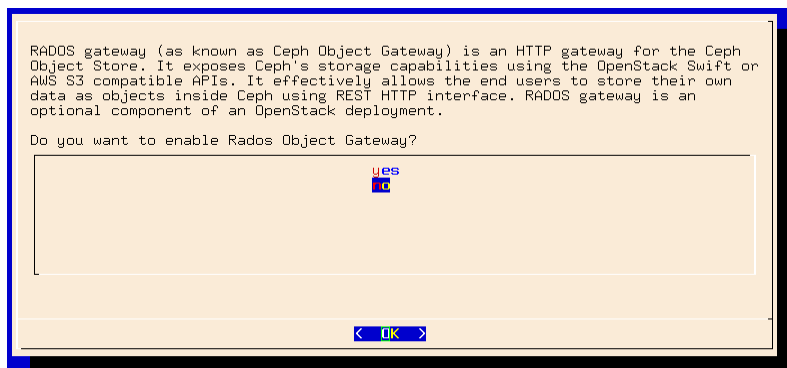 RADOS gateway (as known as Ceph Object Gateway) is an HTTP gateway for the Ceph
Object Store. It exposes Ceph's storage capabilities using the OpenStack Swift or
AWS S3 compatible APIs. It effectively allows the end users to store their own
data as objects inside Ceph using REST HTTP interface. RADOS gateway is an
optional component of an OpenStack deployment.
Do you want to enable Rados Object Gateway?
yes
no
< OK >